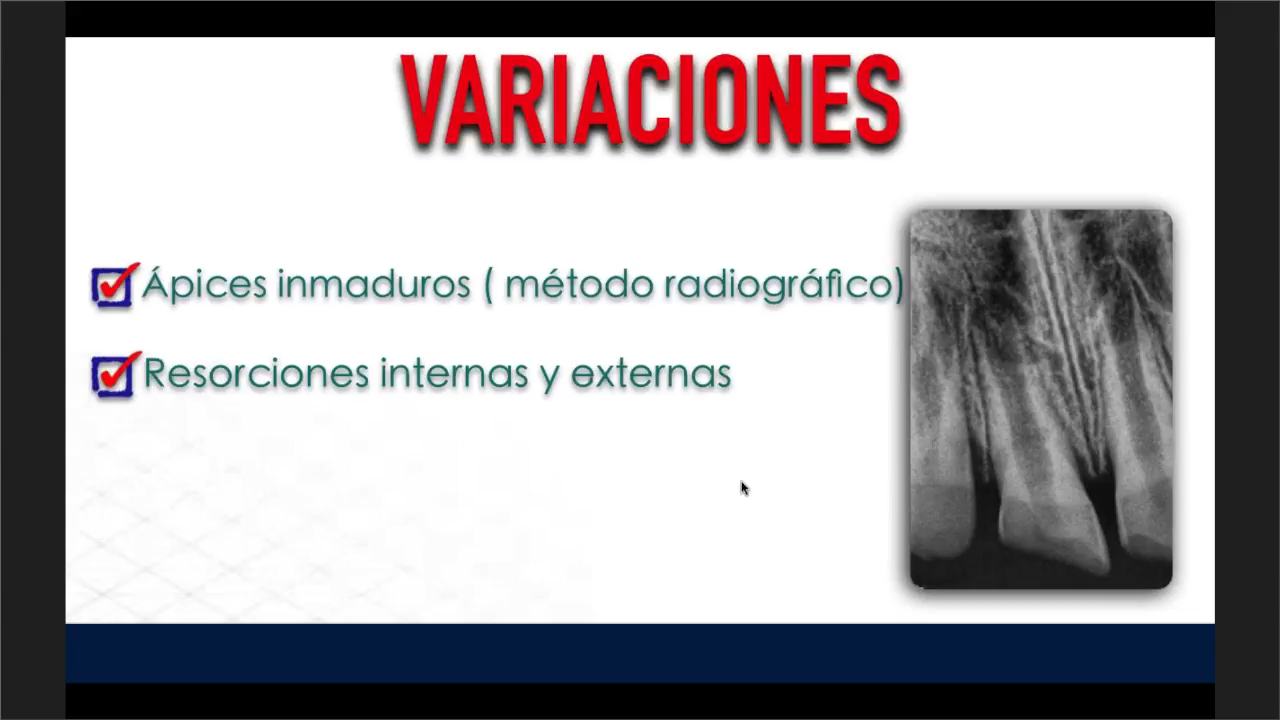 VARIACIONES
Ápices inmaduros ( método radiográfico)
Resorciones internas y externas